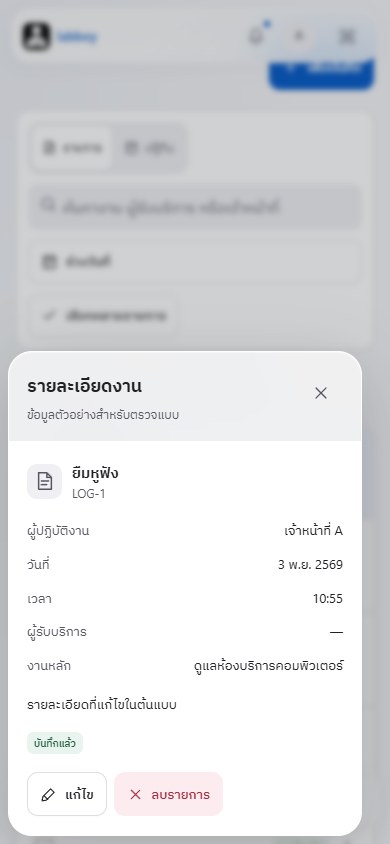 รายละเอียดงาน
ข้อมูลตัวอย่างสำหรับตรวจแบบ
ยืมหูฟัง
LOG-1
ผู้ปฏิบัติงาน เจ้าหน้าที่ A
วันที่ 3 พ.ย. 2569
เวลา 10:55
ผู้รับบริการ —
งานหลัก ดูแลห้องบริการคอมพิวเตอร์
รายละเอียดที่แก้ไขในต้นแบบ
บันทึกแล้ว
แก้ไข ลบรายการ